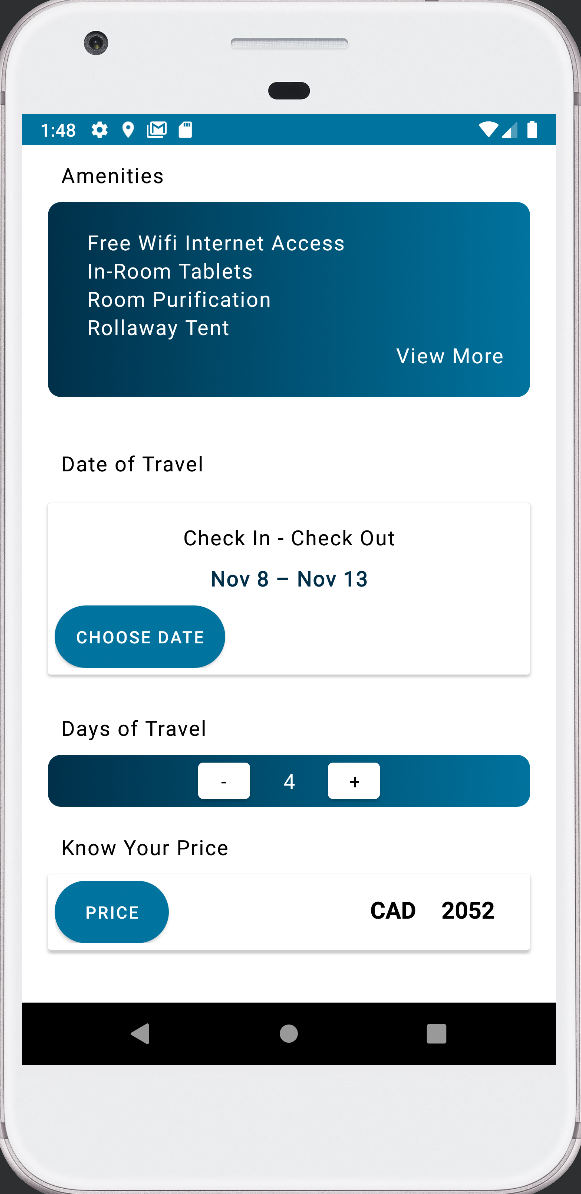 1:48
Amenities
Free Wifi Internet Access
In-Room Tablets
Room Purification
Rollaway Tent
View More
Date of Travel
Check In - Check Out
Nov 8 – Nov 13
CHOOSE DATE
Days of Travel
- 4 +
Know Your Price
PRICE CAD 2052